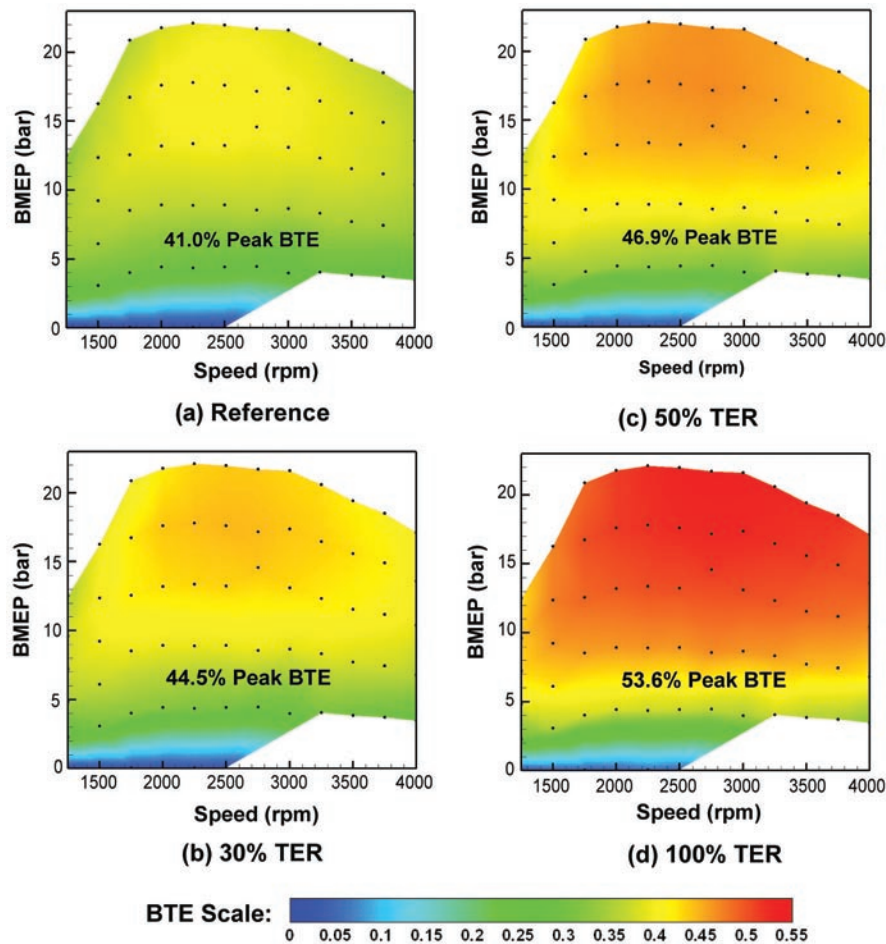 BMEP (bar)
20
15
10
5
0
41.0% Peak BTE
1500 2000 2500 3000 3500 4000
Speed (rpm)
(a) Reference
BMEP (bar)
20
15
10
5
0
46.9% Peak BTE
1500 2000 2500 3000 3500 4000
Speed (rpm)
(c) 50% TER
BMEP (bar)
20
15
10
5
0
44.5% Peak BTE
1500 2000 2500 3000 3500 4000
Speed (rpm)
(b) 30% TER
BMEP (bar)
20
15
10
5
0
53.6% Peak BTE
1500 2000 2500 3000 3500 4000
Speed (rpm)
(d) 100% TER
BTE Scale:
0 0.05 0.1 0.15 0.2 0.25 0.3 0.35 0.4 0.45 0.5 0.55